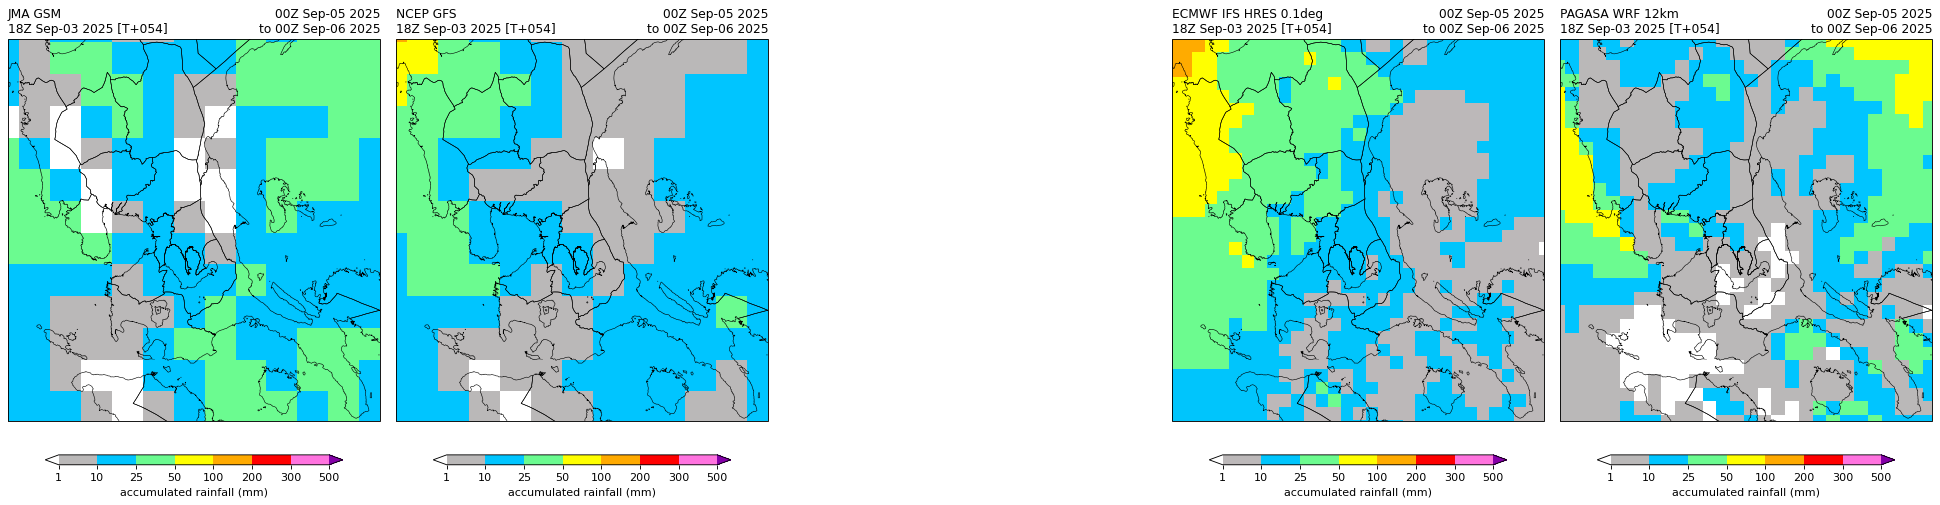 JMA GSM 00Z Sep-05 2025
18Z Sep-03 2025 [T+054] to 00Z Sep-06 2025
NCEP GFS 00Z Sep-05 2025
18Z Sep-03 2025 [T+054] to 00Z Sep-06 2025
ECMWF IFS HRES 0.1deg 00Z Sep-05 2025
18Z Sep-03 2025 [T+054] to 00Z Sep-06 2025
PAGASA WRF 12km 00Z Sep-05 2025
18Z Sep-03 2025 [T+054] to 00Z Sep-06 2025
1 10 25 50 100 200 300 500
accumulated rainfall (mm)
1 10 25 50 100 200 300 500
accumulated rainfall (mm)
1 10 25 50 100 200 300 500
accumulated rainfall (mm)
1 10 25 50 100 200 300 500
accumulated rainfall (mm)